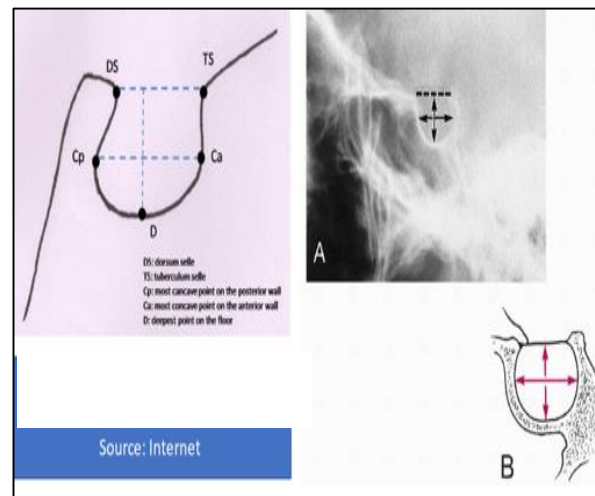 DS
TS
Cp
Ca
D
DS: dorsum selle
TS: tuberculum selle
Cp: most cancave point on the posterior wall
Ca: most concave point on the anterior wall
D: deepest point on the floor
Source: Internet
A
B